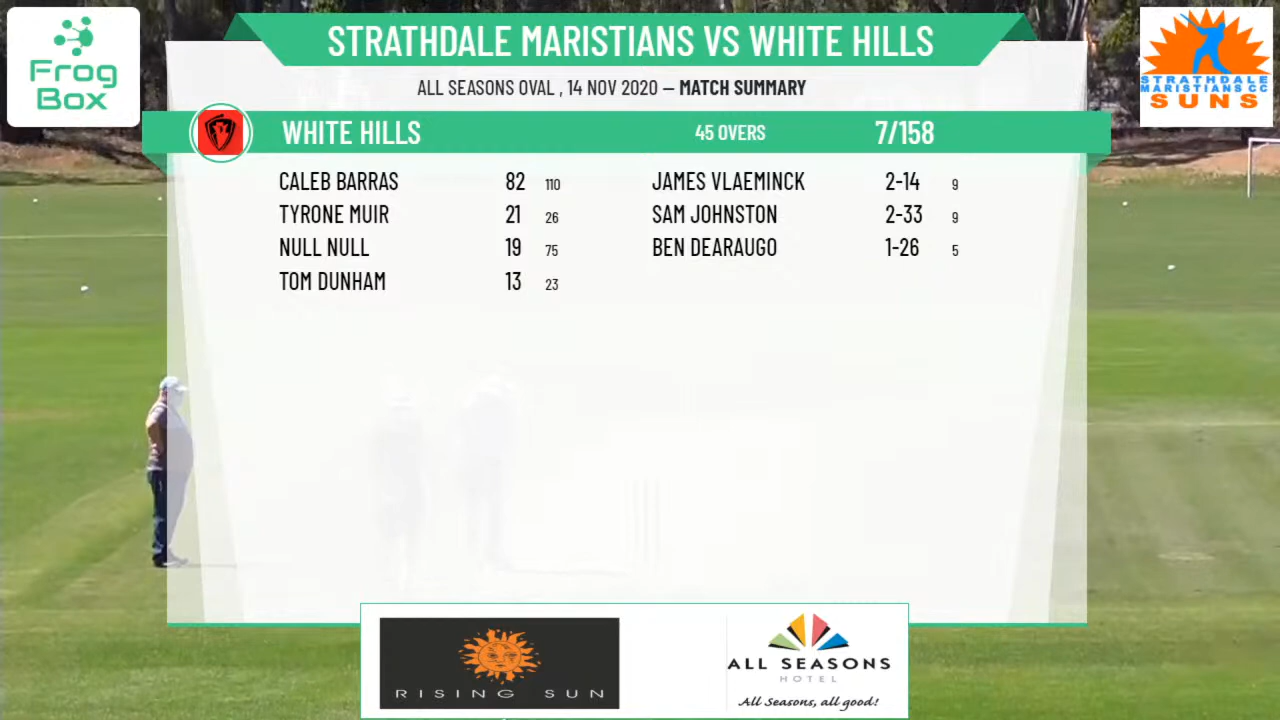 STRATHDALE MARISTIANS VS WHITE HILLS
Frog
Box
STRATHDALE
MARISTIANS CC
SUNS
ALL SEASONS OVAL , 14 NOV 2020 – MATCH SUMMARY
WHITE HILLS 45 OVERS 7/158
CALEB BARRAS 82 110 JAMES VLAEMINCK 2-14 9
TYRONE MUIR 21 26 SAM JOHNSTON 2-33 9
NULL NULL 19 75 BEN DEARAUGO 1-26 5
TOM DUNHAM 13 23
RISING SUN
ALL SEASONS
HOTEL
All Seasons, all good!